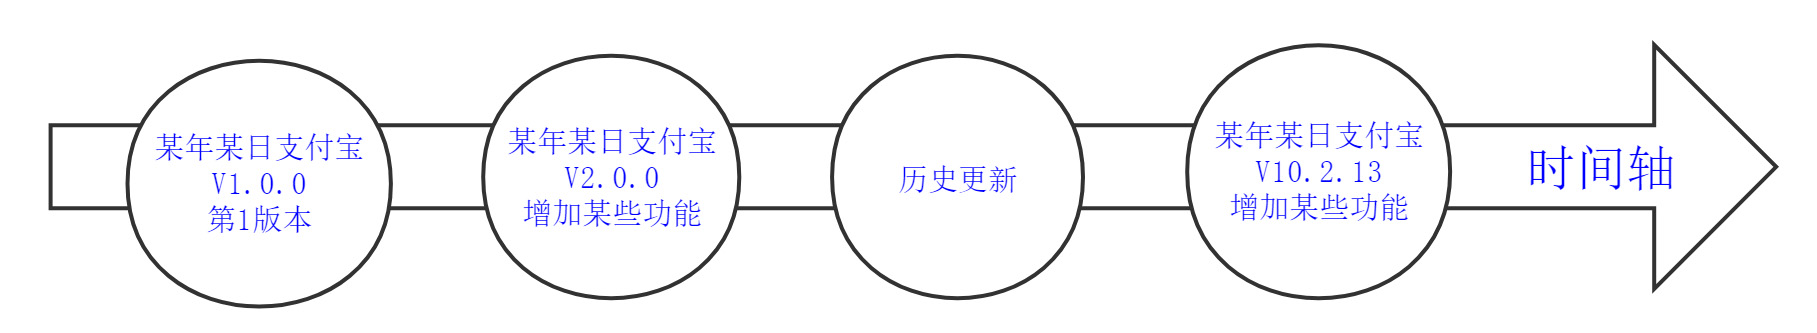 某年某日支付宝
V1.0.0
第1版本
某年某日支付宝
V2.0.0
增加某些功能
历史更新
某年某日支付宝
V10.2.13
增加某些功能
时间轴